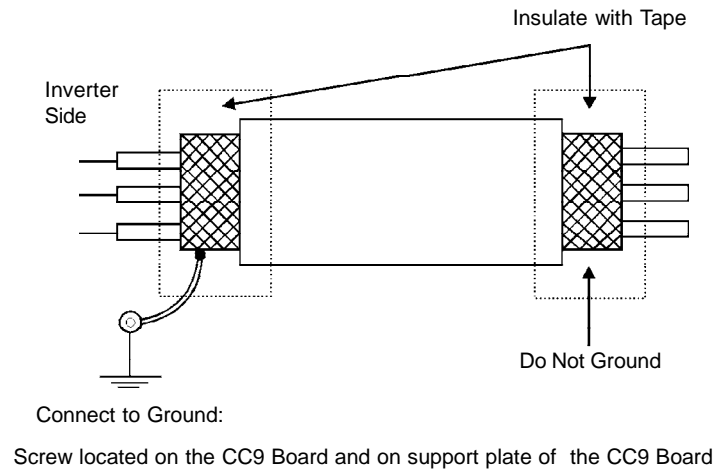 Insulate with Tape
Inverter
Side
Do Not Ground
Connect to Ground:
Screw located on the CC9 Board and on support plate of the CC9 Board